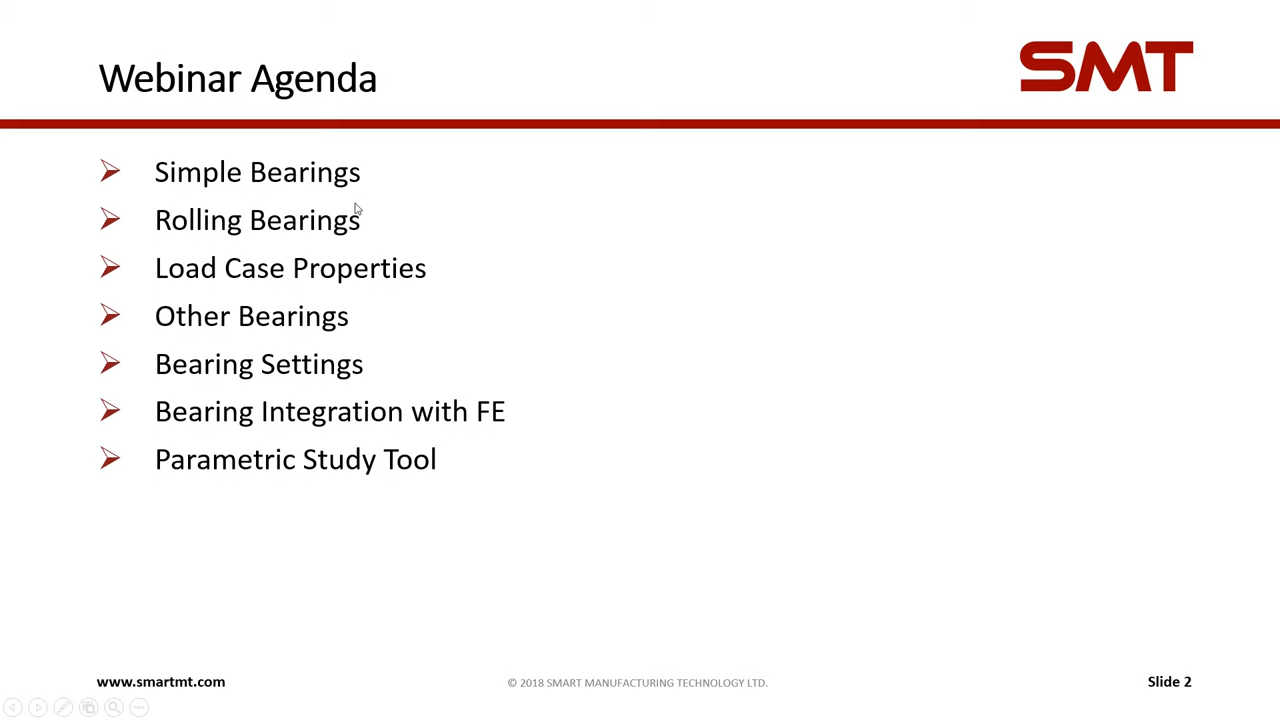 Webinar Agenda
SMT
Simple Bearings
Rolling Bearings
Load Case Properties
Other Bearings
Bearing Settings
Bearing Integration with FE
Parametric Study Tool
www.smartmt.com
© 2018 SMART MANUFACTURING TECHNOLOGY LTD.
Slide 2